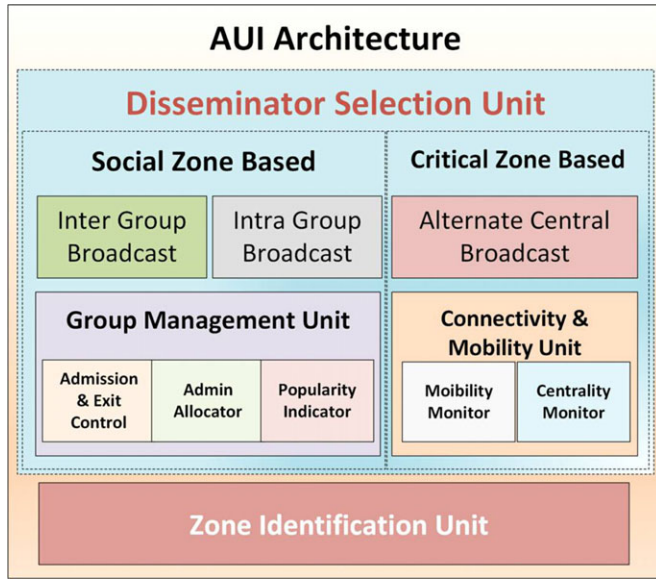 AUI Architecture
Disseminator Selection Unit
Social Zone Based
Critical Zone Based
Inter Group
Broadcast
Intra Group
Broadcast
Alternate Central
Broadcast
Group Management Unit
Admission
& Exit
Control
Admin
Allocator
Popularity
Indicator
Connectivity &
Mobility Unit
Moibility
Monitor
Centrality
Monitor
Zone Identification Unit